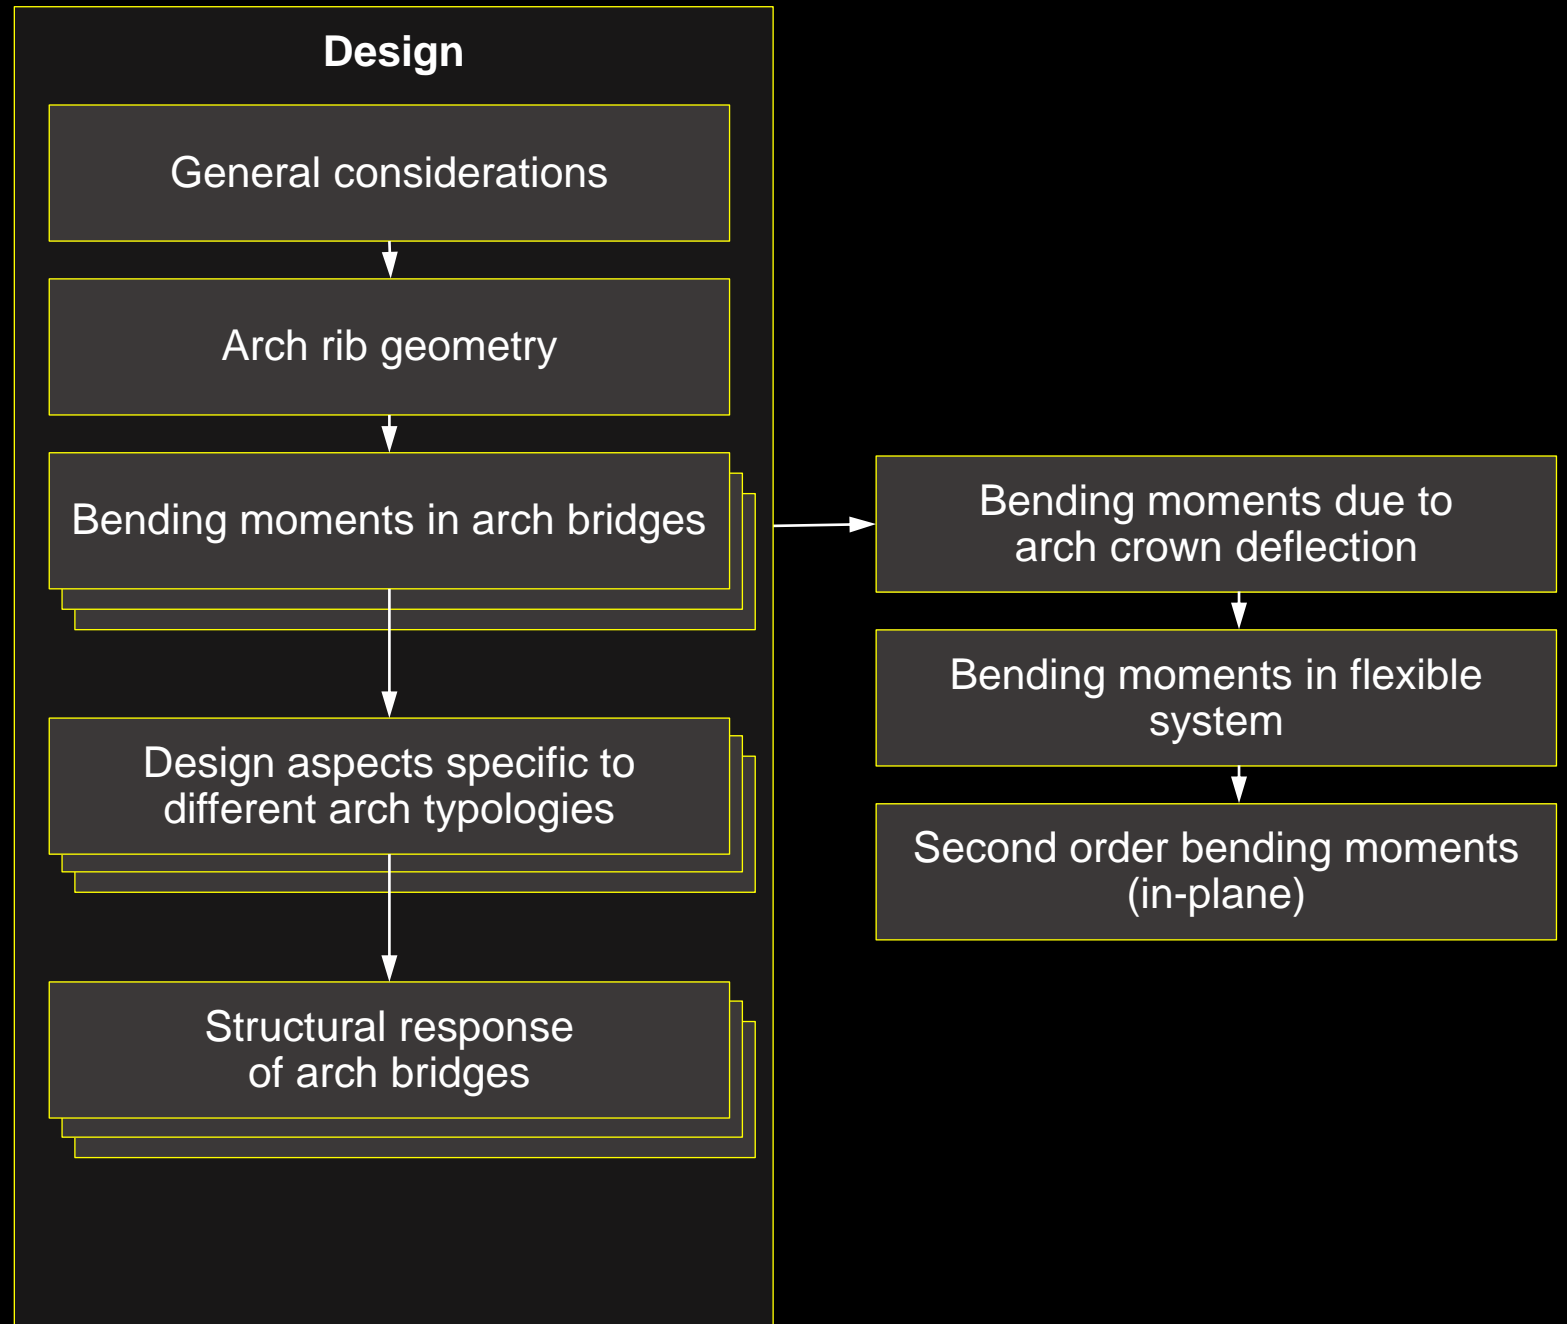 Design
General considerations
Arch rib geometry
Bending moments in arch bridges
Design aspects specific to
different arch typologies
Structural response
of arch bridges
Bending moments due to
arch crown deflection
Bending moments in flexible
system
Second order bending moments
(in-plane)